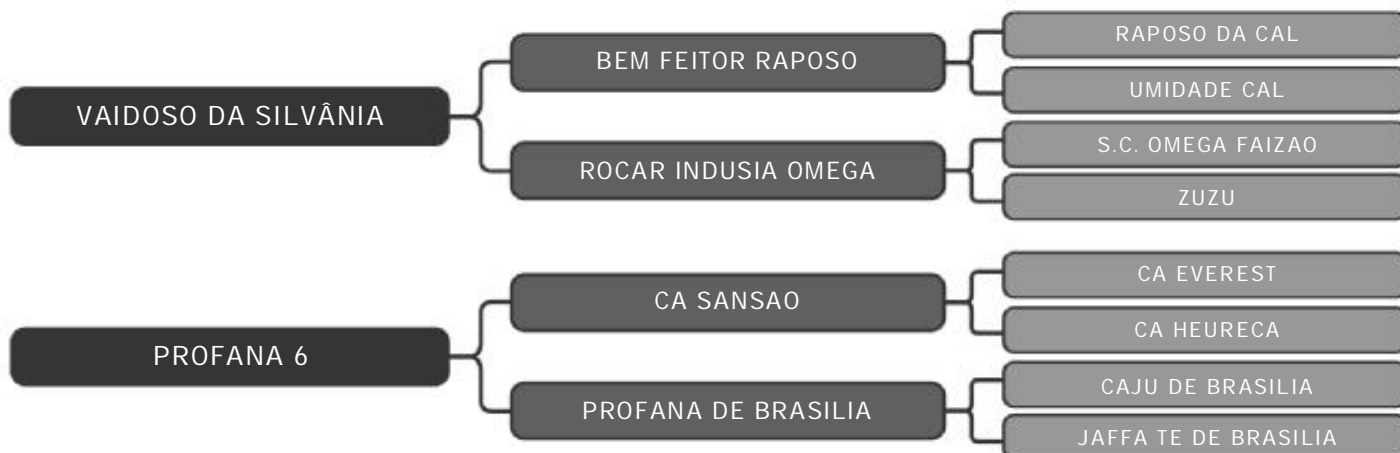 VAIDOSO DA SILVÂNIA
BEM FEITOR RAPOSO
RAPOSO DA CAL
UMIDADE CAL
ROCAR INDUSIA OMEGA
S.C. OMEGA FAIZAO
ZUZU
PROFANA 6
CA SANSAO
CA EVEREST
CA HEURECA
PROFANA DE BRASILIA
CAJU DE BRASILIA
JAFFA TE DE BRASILIA